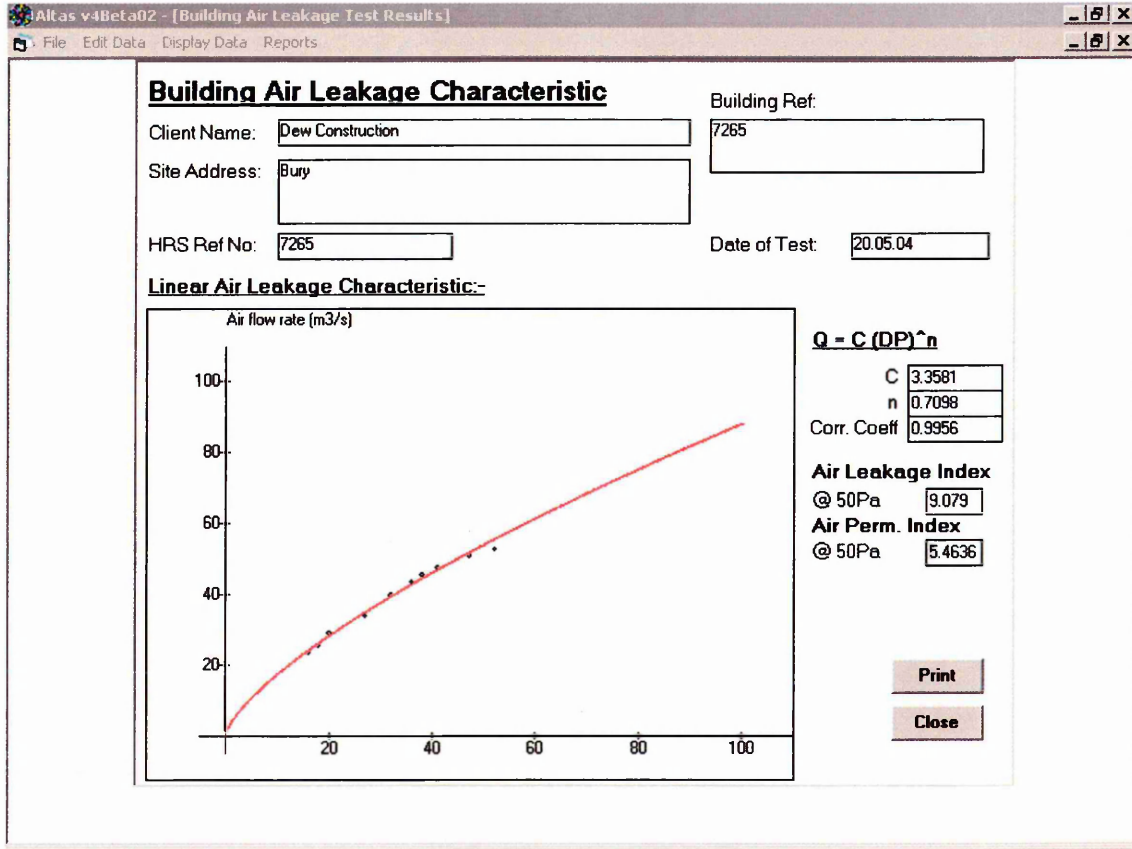 Altas v4Beta02 - [Building Air Leakage Test Results]
File Edit Data Display Data Reports
Building Air Leakage Characteristic
Building Ref:
Client Name: Dew Construction
7265
Site Address: Bury
HRS Ref No: 7265
Date of Test: 20.05.04
Linear Air Leakage Characteristic:-
Air flow rate (m3/s)
100
80
60
40
20
20 40 60 80 100
Q = C (DP)^n
C 3.3581
n 0.7098
Corr. Coeff 0.9956
Air Leakage Index
@ 50Pa 9.079
Air Perm. Index
@ 50Pa 5.4636
Print
Close